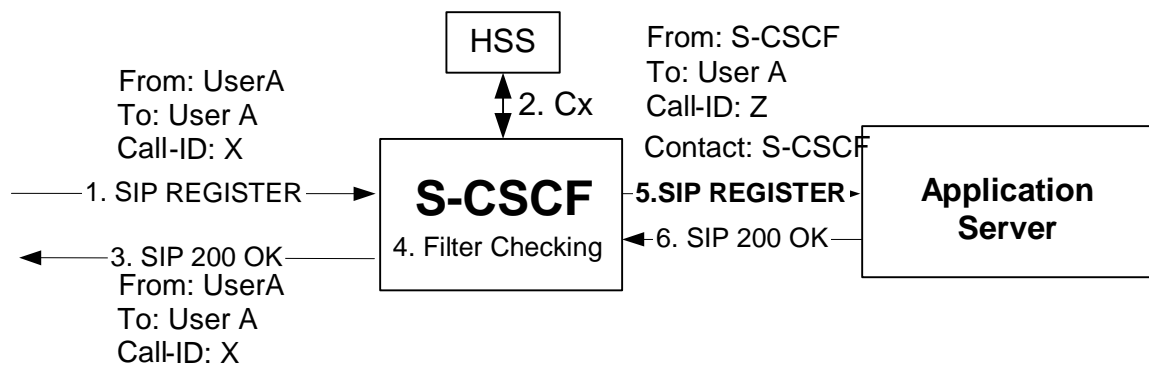 HSS
From: S-CSCF
To: User A
Call-ID: Z
Contact: S-CSCF
From: UserA
To: User A
Call-ID: X
2. Cx
1. SIP REGISTER
S-CSCF
4. Filter Checking
5.SIP REGISTER
Application
Server
3. SIP 200 OK
6. SIP 200 OK
From: UserA
To: User A
Call-ID: X